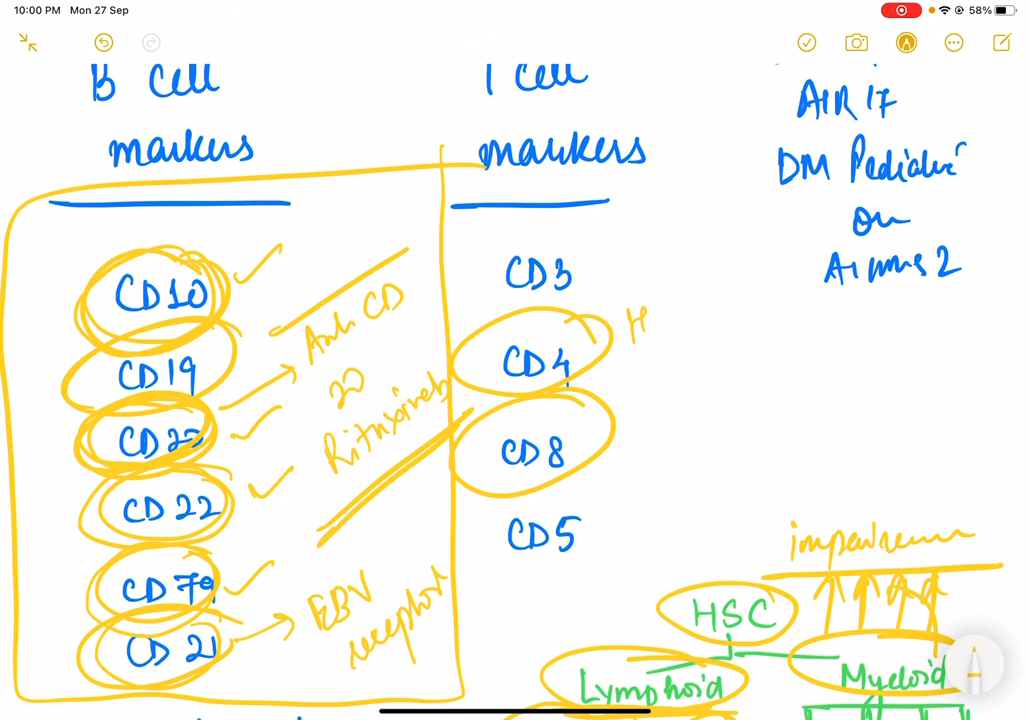 10:00 PM Mon 27 Sep
58%
B Cell
markers
CD10
CD19
CD20
CD22
CD79
CD21
Anti CD
20
Rituximab
EBV
receptor
T Cell
markers
CD3
CD4
H
CD8
CD5
AIR 17
DM Pediatric
On
Aiims 2
impairement
HSC
Lymphoid
Myeloid